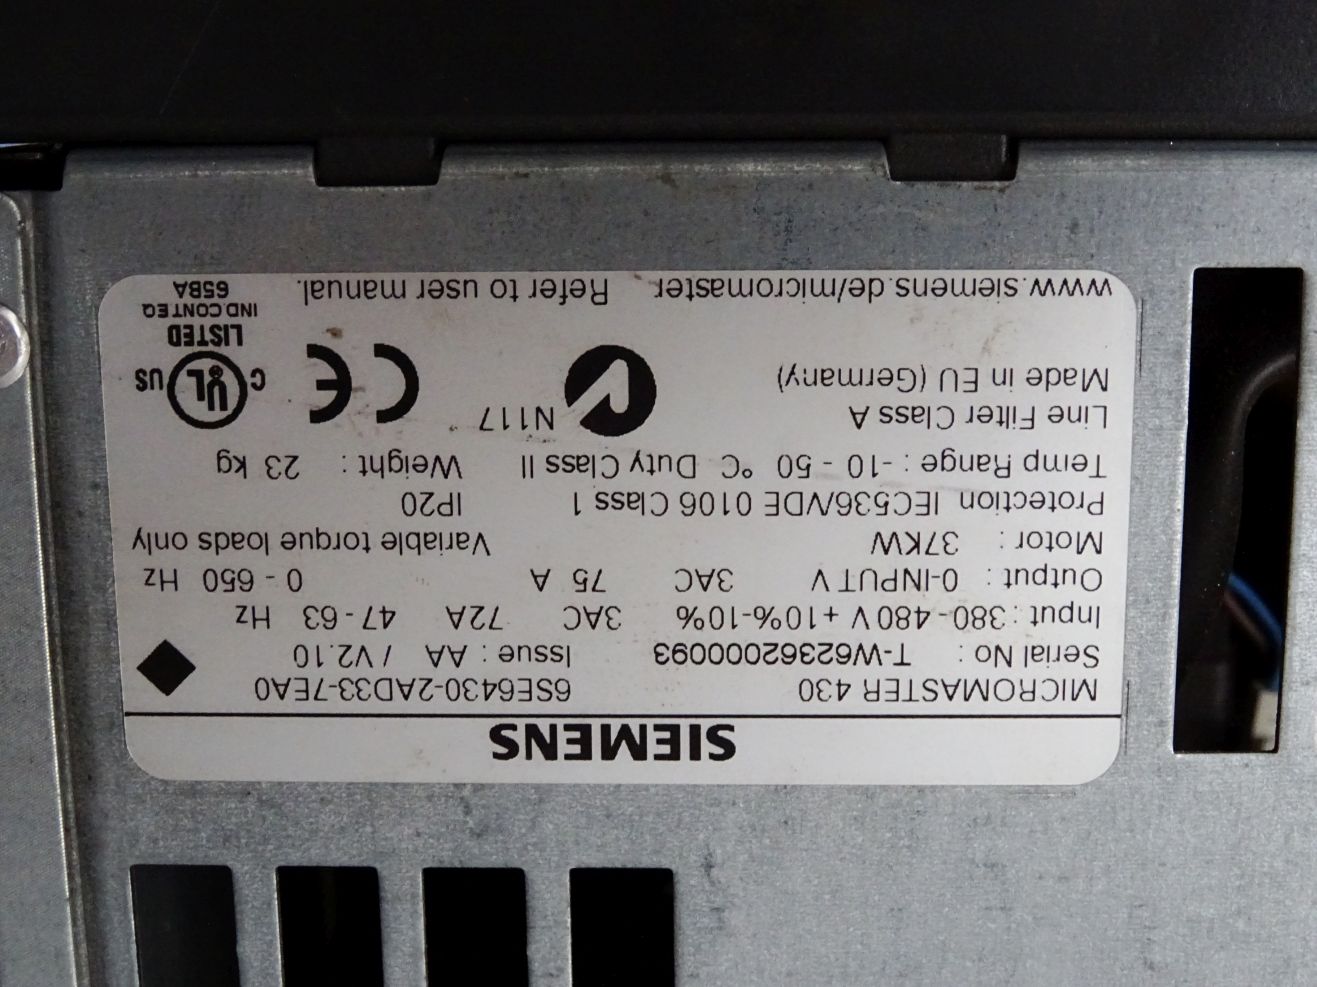 SIEMENS
MICROMASTER 430 6SE6430-2AD33-7EA0
Serial No : T-W62362000093 Issue : AA / V2.10
Input : 380-480V +10%-10% 3AC 72A 47-63 Hz
Output : 0-INPUT V 3AC 75 A 0-650 Hz
Motor : 37KW Variable torque loads only
Protection IEC536/VDE 0106 Class 1 IP20
Temp Range : -10 - 50 °C Duty Class II Weight : 23 kg
Line Filter Class A N117
Made in EU (Germany)
C UL US
CE
LISTED
IND CONT EQ
65BA
www.siemens.de/micromaster Refer to user manual.